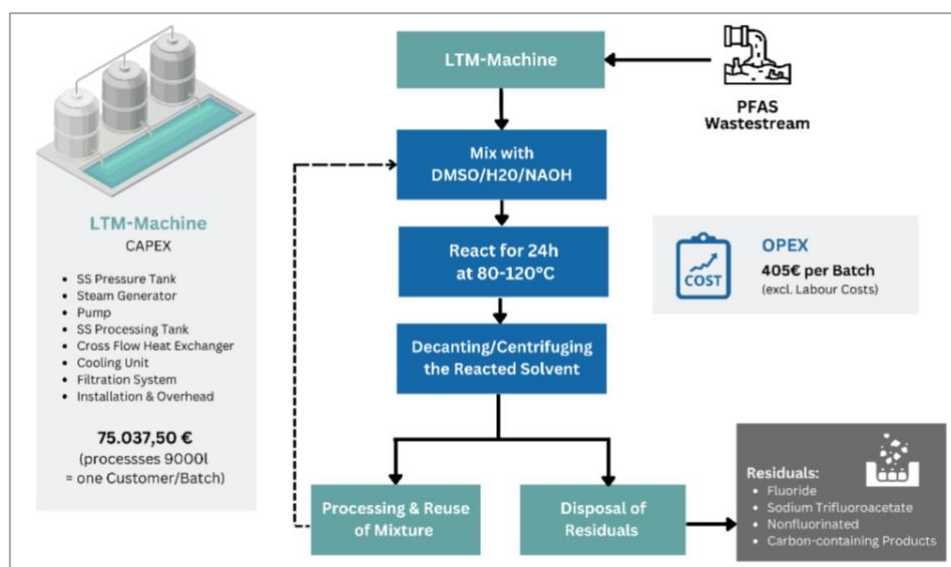 LTM-Machine
PFAS
Wastestream
Mix with
DMSO/H20/NAOH
React for 24h
at 80-120°C
Decanting/Centrifuging
the Reacted Solvent
Processing & Reuse
of Mixture
Disposal of
Residuals
LTM-Machine
CAPEX
• SS Pressure Tank
• Steam Generator
• Pump
• SS Processing Tank
• Cross Flow Heat Exchanger
• Cooling Unit
• Filtration System
• Installation & Overhead
75.037,50 €
(processses 9000l
= one Customer/Batch)
COST
OPEX
405€ per Batch
(excl. Labour Costs)
Residuals:
• Fluoride
• Sodium Trifluoroacetate
• Nonfluorinated
• Carbon-containing Products